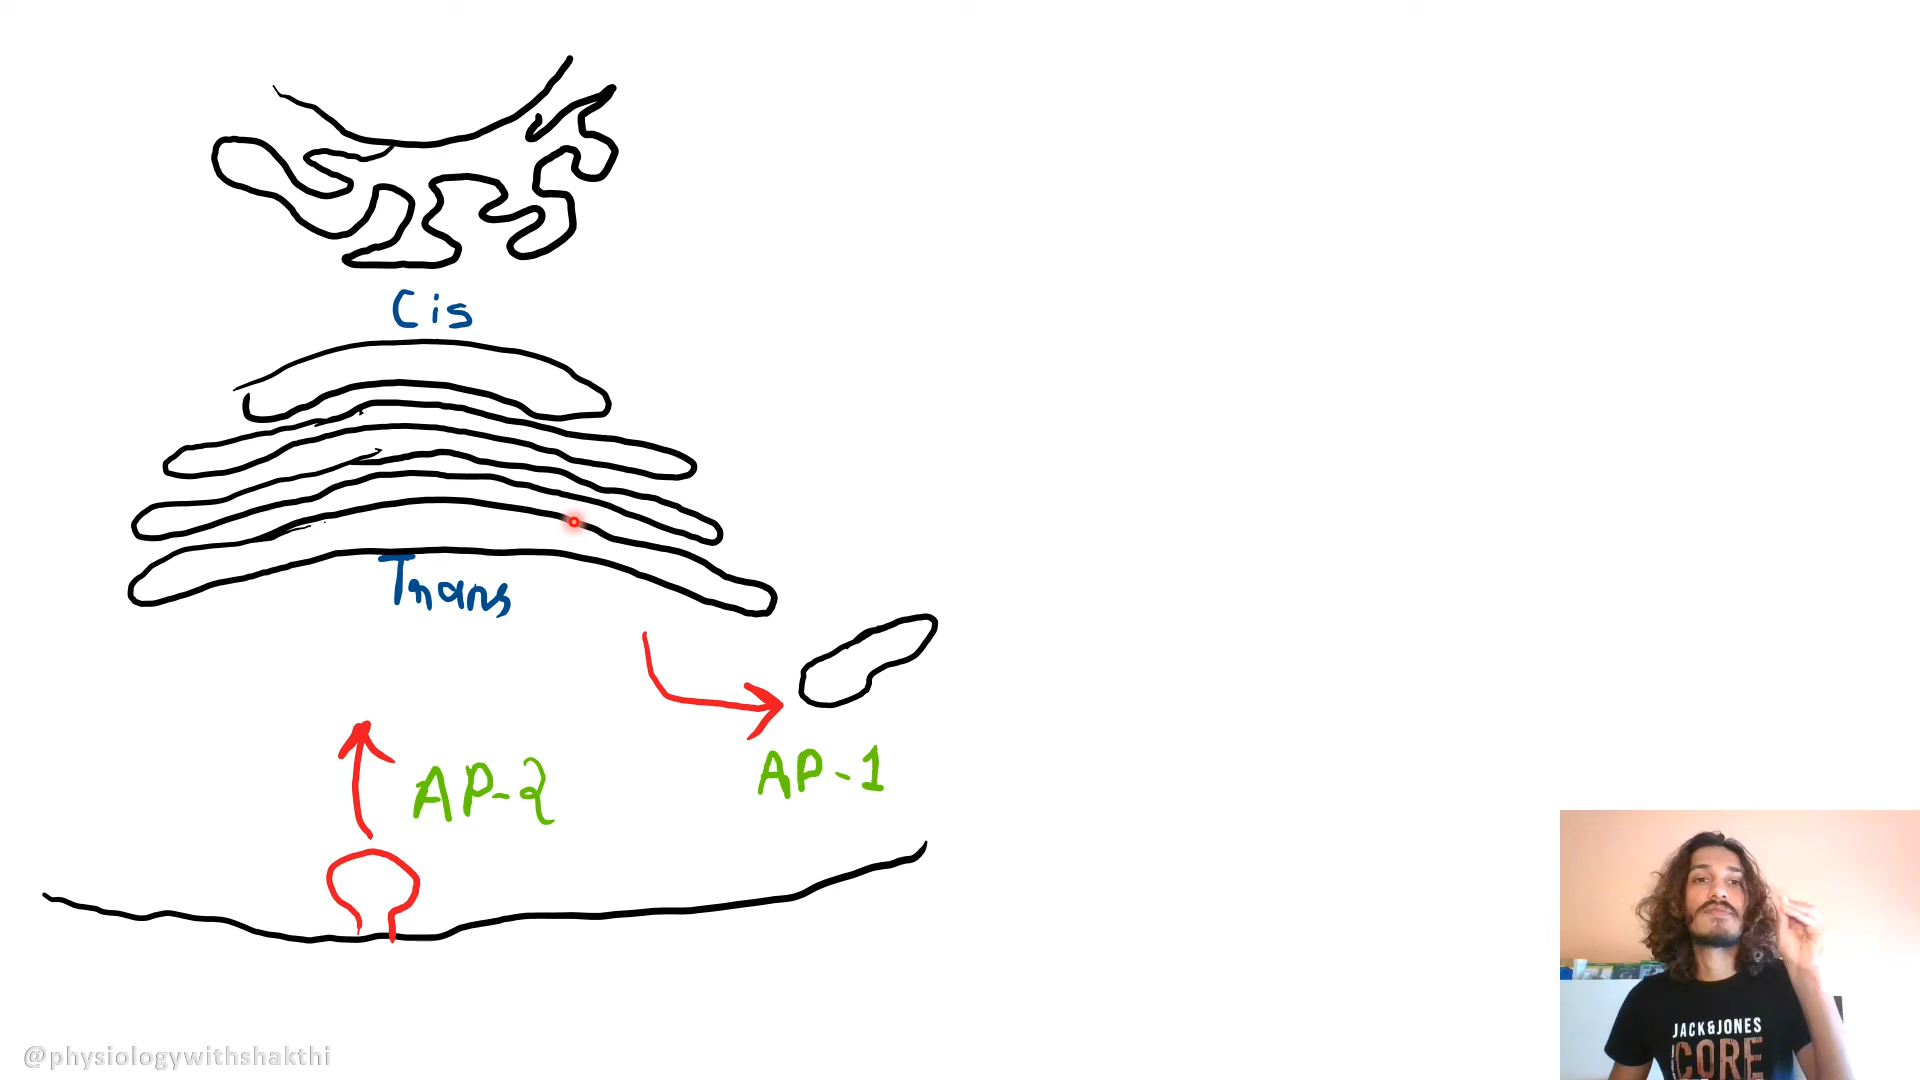 Cis
Trans
AP-1
AP-2
JACK&JONES
CORE
@physiologywithshakthi